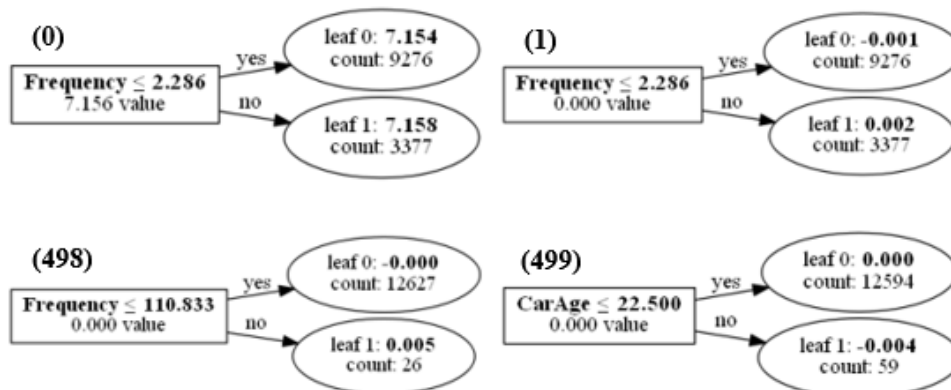 (0)
Frequency ≤ 2.286
7.156 value
yes
no
leaf 0: 7.154
count: 9276
leaf 1: 7.158
count: 3377
(1)
Frequency ≤ 2.286
0.000 value
yes
no
leaf 0: -0.001
count: 9276
leaf 1: 0.002
count: 3377
(498)
Frequency ≤ 110.833
0.000 value
yes
no
leaf 0: -0.000
count: 12627
leaf 1: 0.005
count: 26
(499)
CarAge ≤ 22.500
0.000 value
yes
no
leaf 0: 0.000
count: 12594
leaf 1: -0.004
count: 59